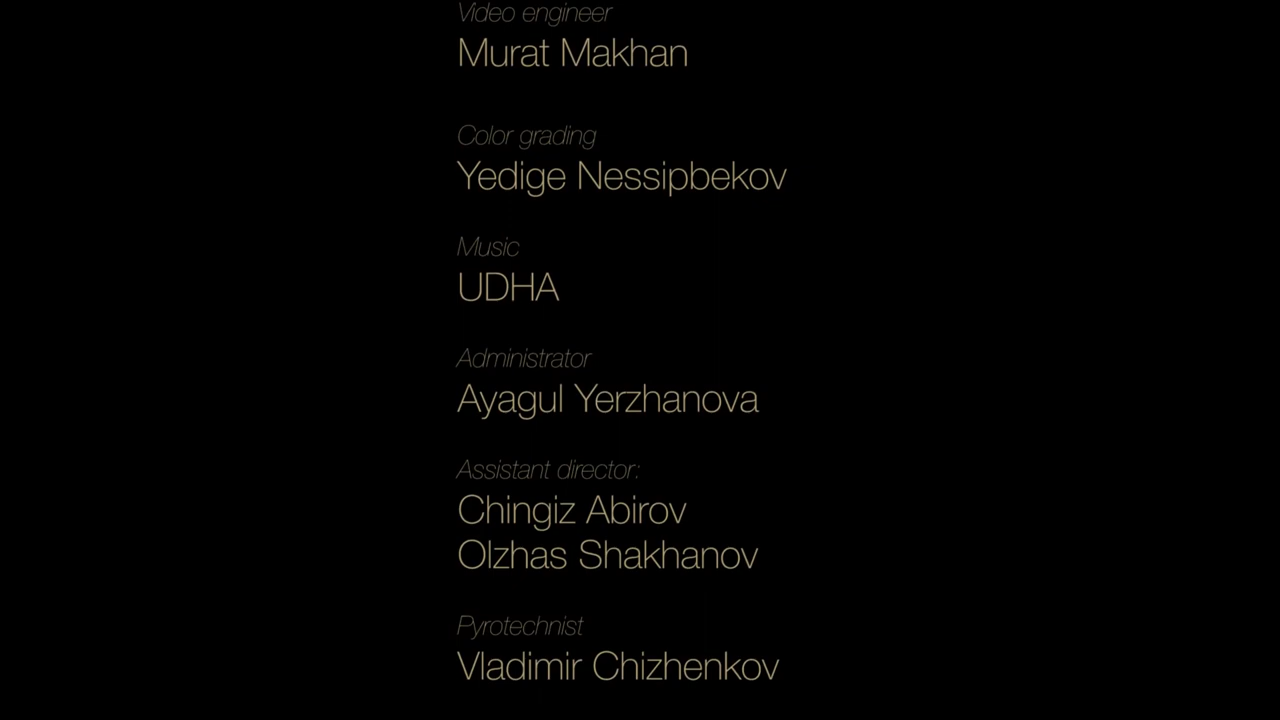 Video engineer
Murat Makhan
Color grading
Yedige Nessipbekov
Music
UDHA
Administrator
Ayagul Yerzhanova
Assistant director:
Chingiz Abirov
Olzhas Shakhanov
Pyrotechnist
Vladimir Chizhenkov